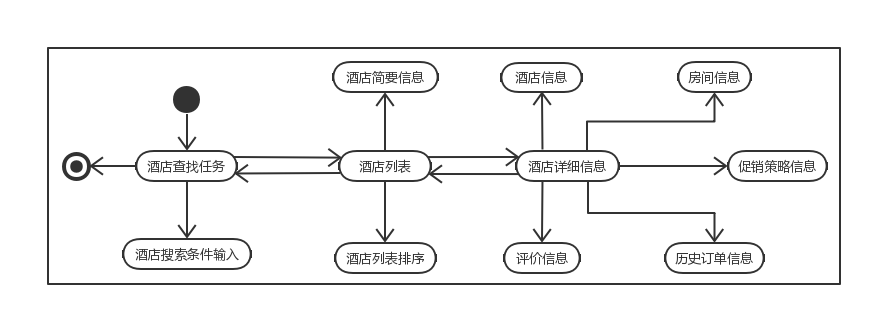 酒店简要信息
酒店信息
房间信息
酒店查找任务
酒店列表
酒店详细信息
促销策略信息
酒店搜索条件输入
酒店列表排序
评价信息
历史订单信息